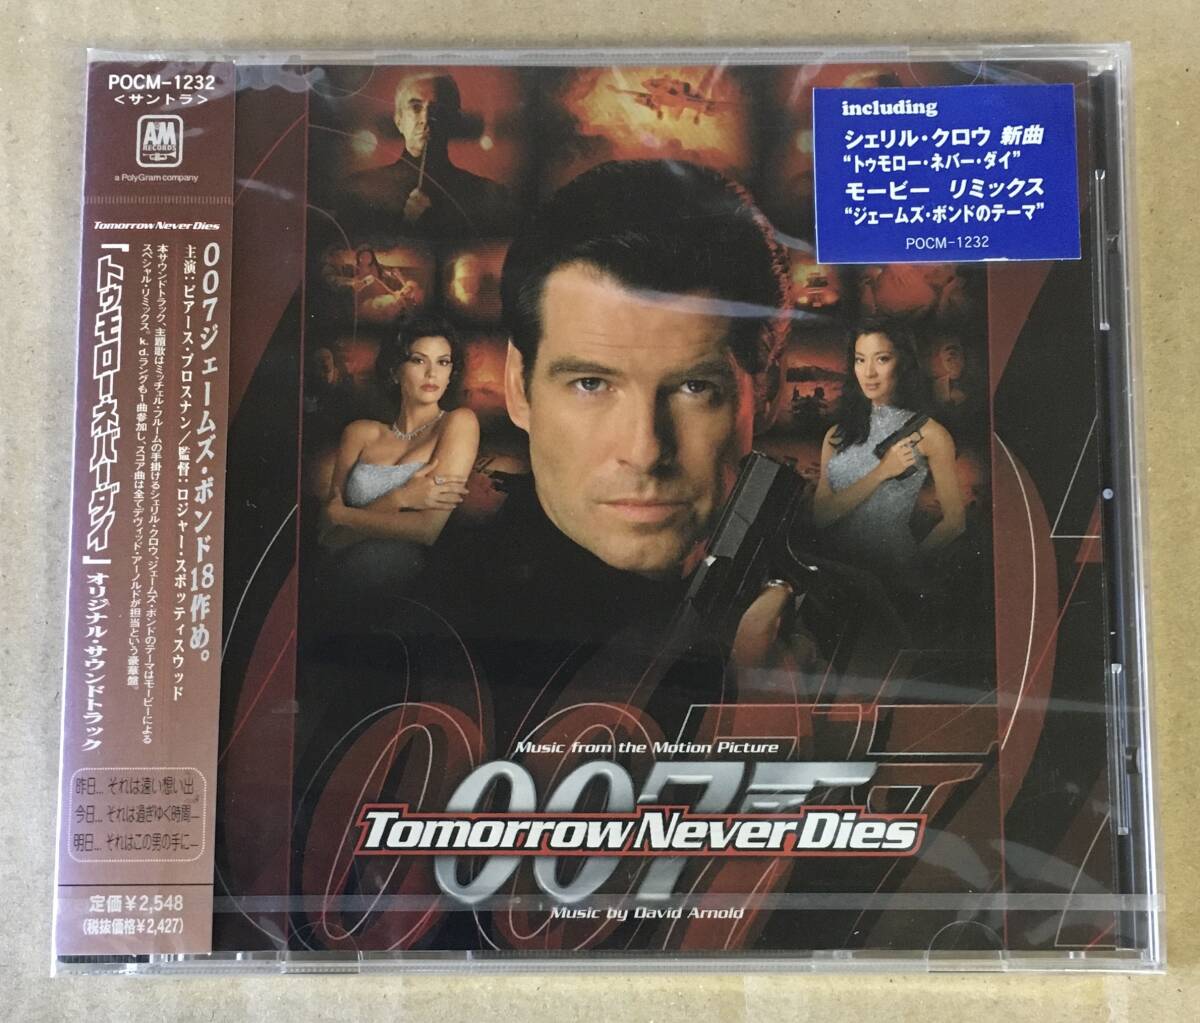 POCM-1232
<サントラ>
A&M
RECORDS
a PolyGram company
Tomorrow Never Dies
007ジェームズ・ボンド18作め。
主演:ピアース・ブロスナン/監督:ロジャー・スポッティスウッド
本サウンドトラック、主題歌はミッチェル・フルームの手掛けるシェリル・クロウ、ジェームズ・ボンドのテーマはモービーによる
スペシャル・リミックス。k.d.ラングも1曲参加し、スコア曲は全てデヴィッド・アーノルドが担当という豪華盤。
「トゥモロー・ネバー・ダイ」オリジナル・サウンドトラック
昨日... それは遠い想い出
今日... それは過ぎゆく時間—
明日... それはこの男の手に—
定価¥2,548
(税抜価格¥2,427)
including
シェリル・クロウ 新曲
“トゥモロー・ネバー・ダイ”
モービー リミックス
“ジェームズ・ボンドのテーマ”
POCM-1232
Music from the Motion Picture
007
Tomorrow Never Dies
Music by David Arnold